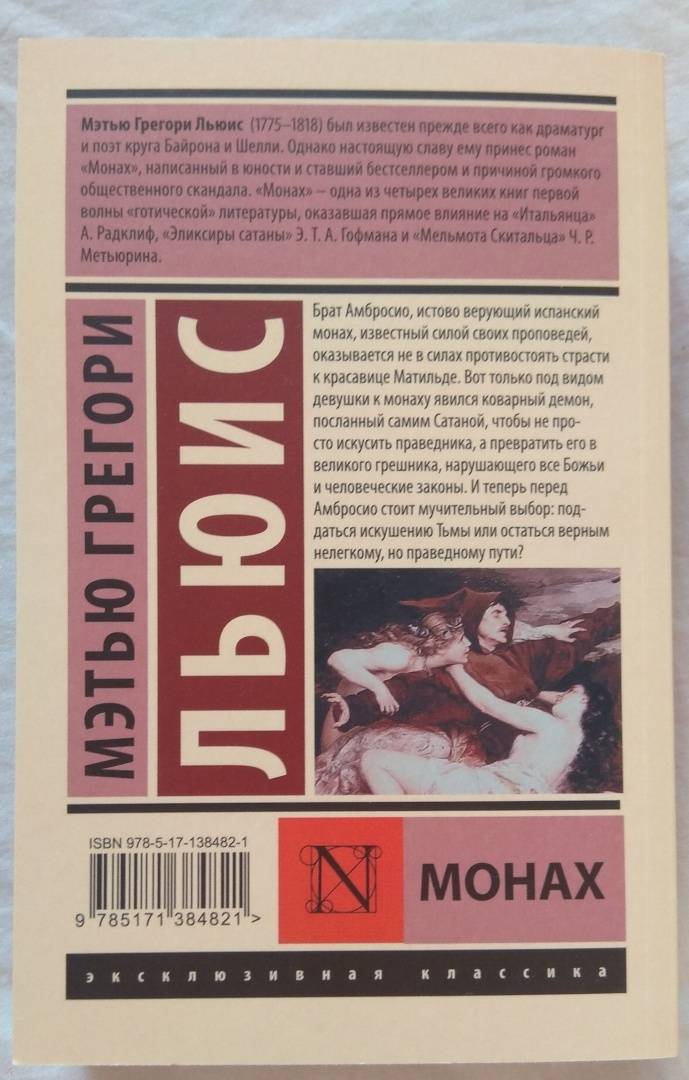 Мэтью Грегори Льюис (1775–1818) был известен прежде всего как драматург
и поэт круга Байрона и Шелли. Однако настоящую славу ему принес роман
«Монах», написанный в юности и ставший бестселлером и причиной громкого
общественного скандала. «Монах» – одна из четырех великих книг первой
волны «готической» литературы, оказавшая прямое влияние на «Итальянца»
А. Радклиф, «Эликсиры сатаны» Э. Т. А. Гофмана и «Мельмота Скитальца» Ч. Р.
Метьюрина.
МЭТЬЮ ГРЕГОРИ
ЛЬЮИС
Брат Амбросио, истово верующий испанский
монах, известный силой своих проповедей,
оказывается не в силах противостоять страсти
к красавице Матильде. Вот только под видом
девушки к монаху явился коварный демон,
посланный самим Сатаной, чтобы не про-
сто искусить праведника, а превратить его в
великого грешника, нарушающего все Божьи
и человеческие законы. И теперь перед
Амбросио стоит мучительный выбор: под-
даться искушению Тьмы или остаться верным
нелегкому, но праведному пути?
ISBN 978-5-17-138482-1
9 785171 384821 >
N
МОНАХ
эксклюзивная классика